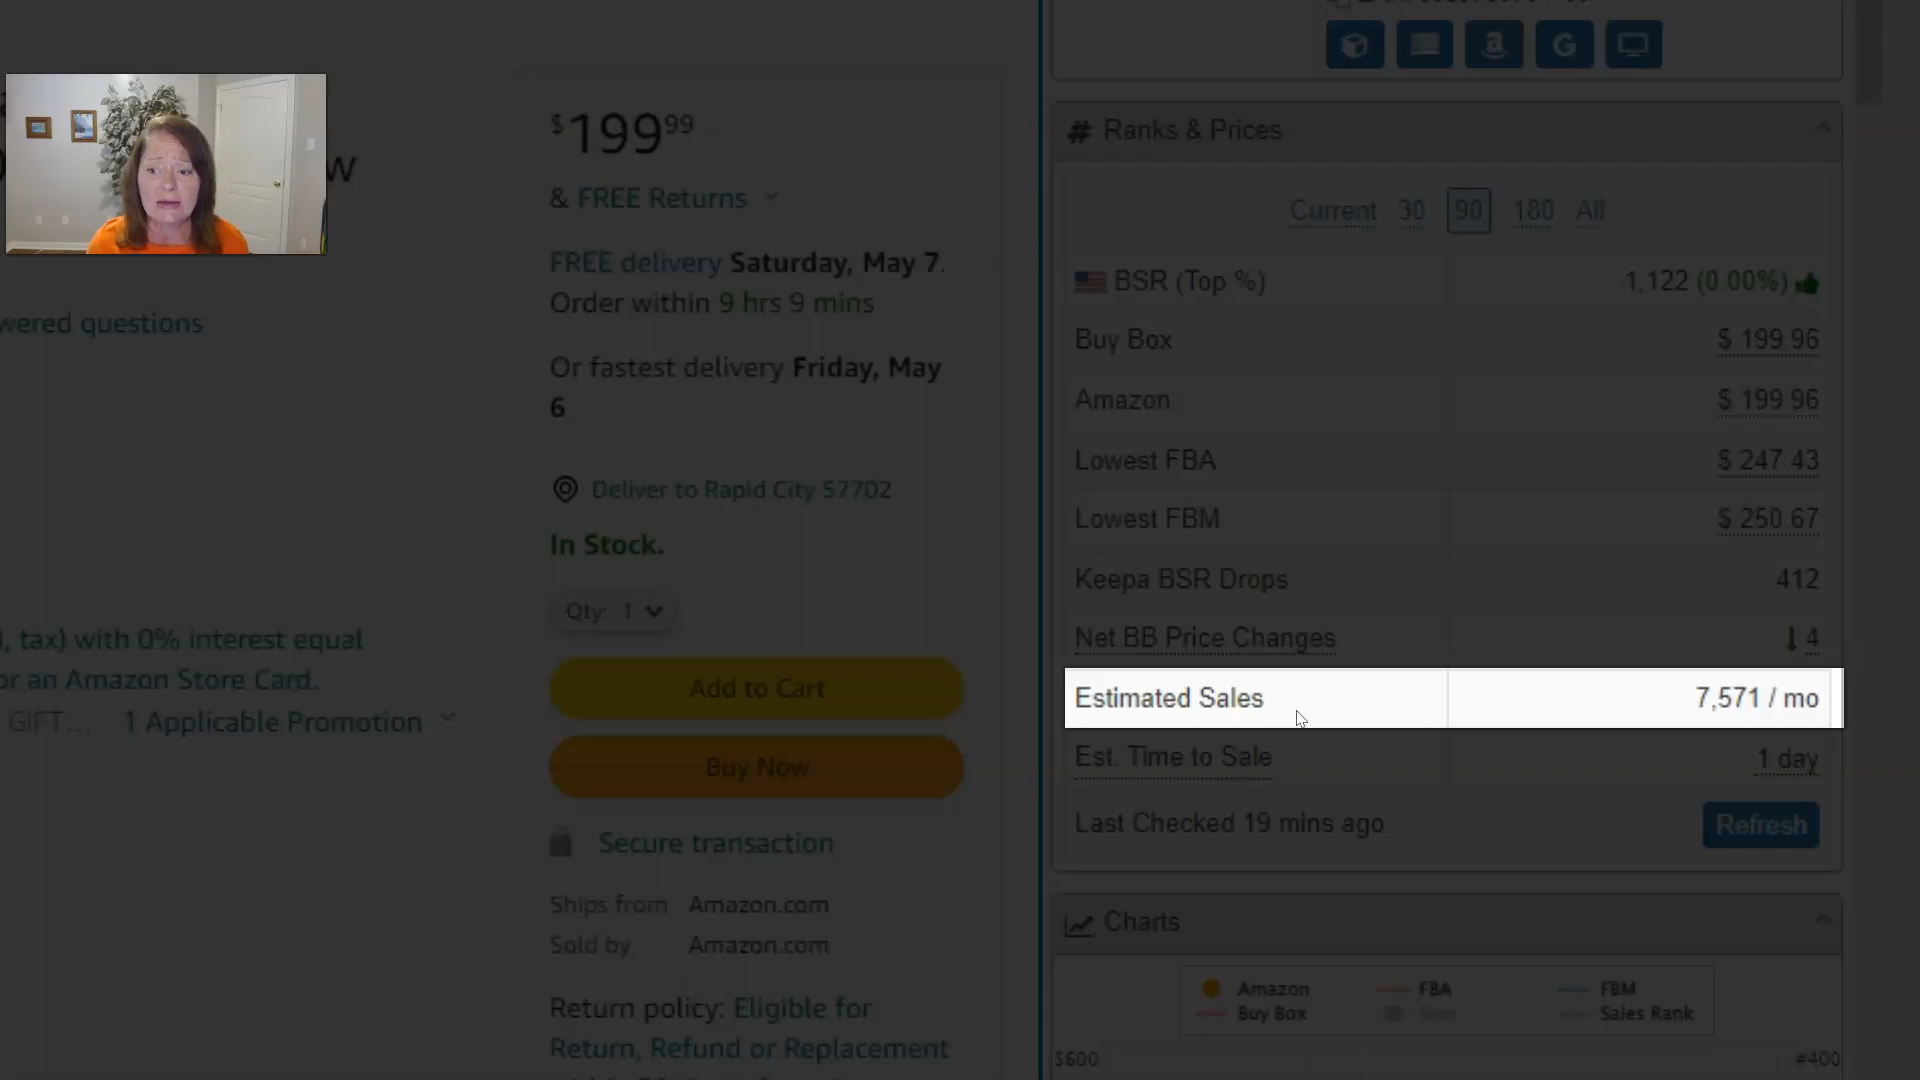 w
wered questions
, tax) with 0% interest equal
or an Amazon Store Card.
GIFT... 1 Applicable Promotion
$199 99
& FREE Returns
FREE delivery Saturday, May 7.
Order within 9 hrs 9 mins
Or fastest delivery Friday, May
6
Deliver to Rapid City 57702
In Stock.
Qty: 1
Add to Cart
Buy Now
Secure transaction
Ships from Amazon.com
Sold by Amazon.com
Return policy: Eligible for
Return, Refund or Replacement
Ranks & Prices
Current 30 90 180 All
BSR (Top %) 1,122 (0.00%)
Buy Box $ 199.96
Amazon $ 199.96
Lowest FBA $ 247.43
Lowest FBM $ 250.67
Keepa BSR Drops 412
Net BB Price Changes 4
Estimated Sales 7,571 / mo
Est. Time to Sale 1 day
Last Checked 19 mins ago Refresh
Charts
Amazon FBA FBM
Buy Box Sales Rank
$600 #400